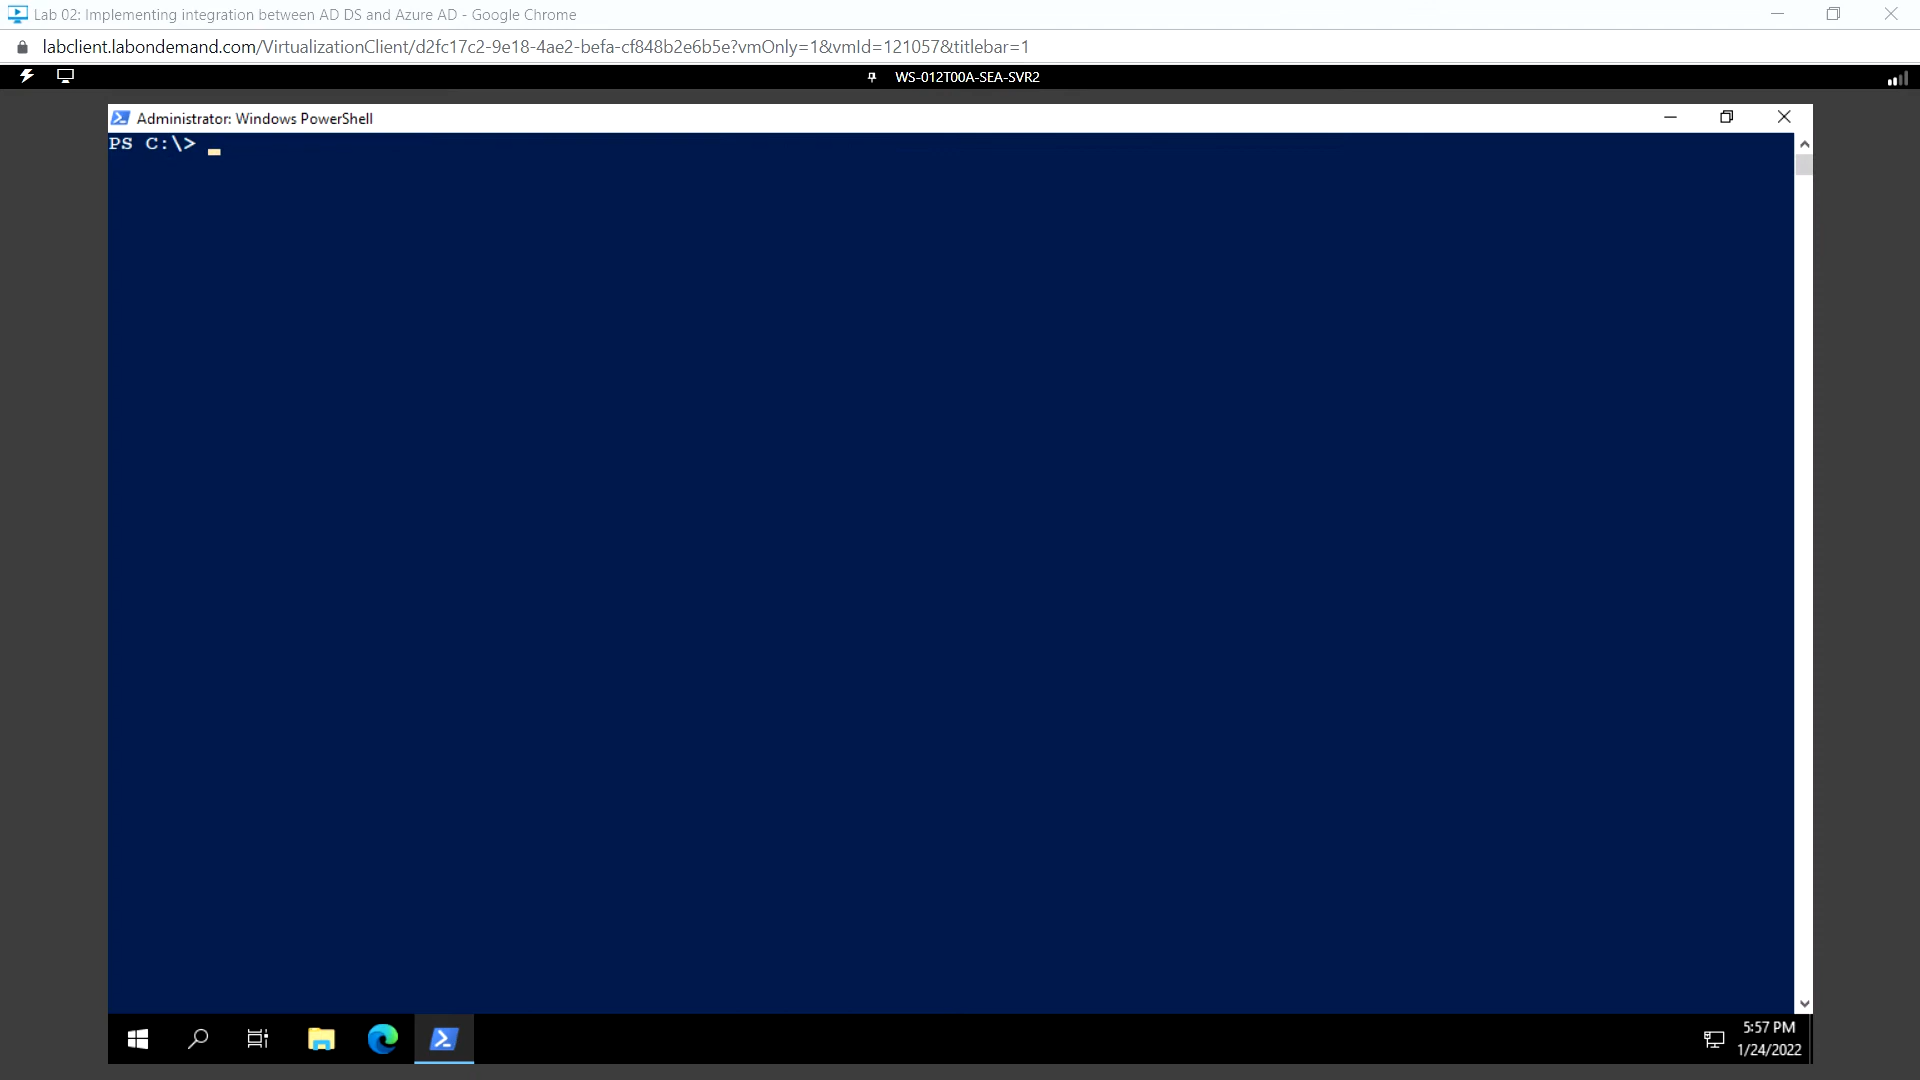 Lab 02: Implementing integration between AD DS and Azure AD - Google Chrome
labclient.labondemand.com/VirtualizationClient/d2fc17c2-9e18-4ae2-befa-cf848b2e6b5e?vmOnly=1&vmId=121057&titlebar=1
WS-012T00A-SEA-SVR2
Administrator: Windows PowerShell
PS C:\>
5:57 PM
1/24/2022